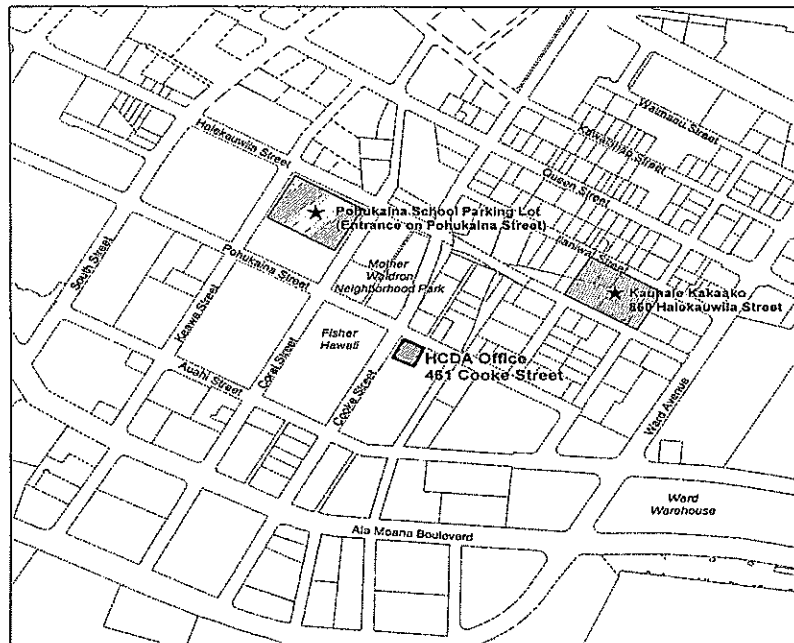 Waimanu Street
Kawaiahao Street
Queen Street
Halekauwila Street
Pohukaina School Parking Lot
(Entrance on Pohukaina Street)
Kauhale Kakaako
860 Halekauwila Street
South Street
Pohukaina Street
Mother
Waldron
Neighborhood Park
Keawe Street
Fisher
Hawaii
HCDA Office
461 Cooke Street
Coral Street
Auahi Street
Cooke Street
Ward Avenue
Ward
Warehouse
Ala Moana Boulevard